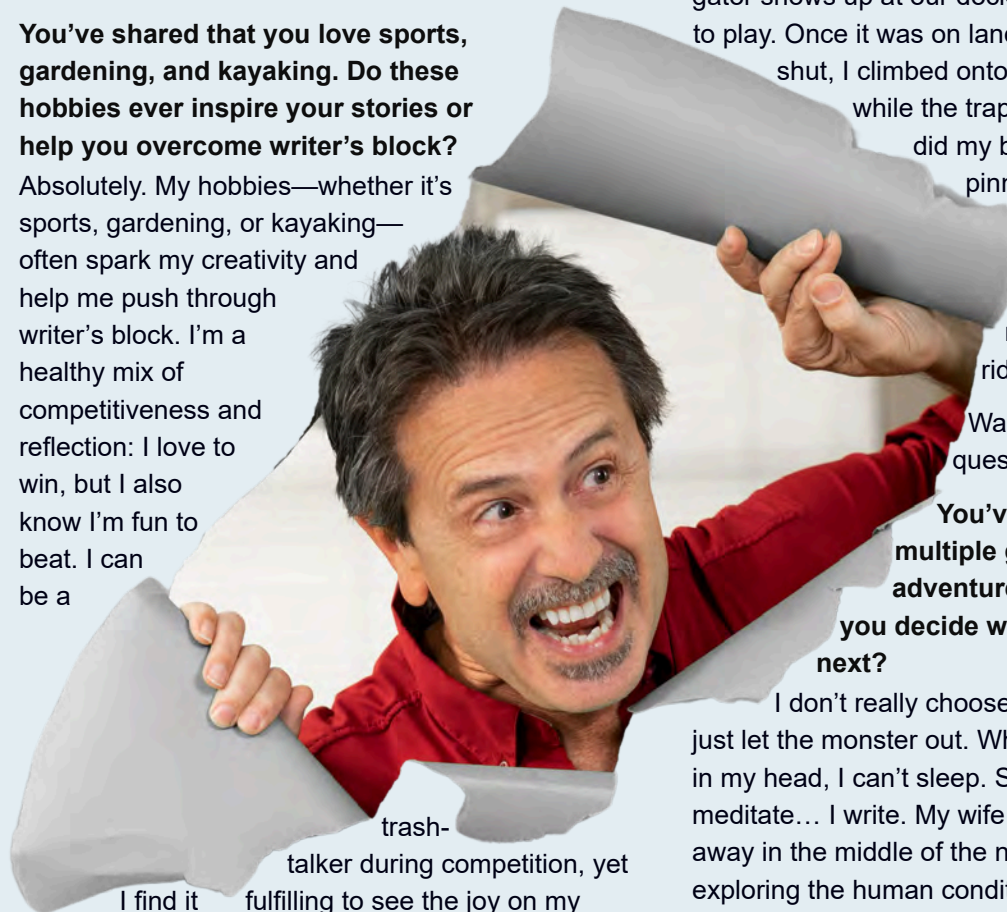 You’ve shared that you love sports,
gardening, and kayaking. Do these
hobbies ever inspire your stories or
help you overcome writer’s block?
Absolutely. My hobbies—whether it’s
sports, gardening, or kayaking—
often spark my creativity and
help me push through
writer’s block. I’m a
healthy mix of
competitiveness and
reflection: I love to
win, but I also
know I’m fun to
beat. I can
be a
trash-
talker during competition, yet
I find it fulfilling to see the joy on my
gator shows up at our dock
to play. Once it was on
shut, I climbed onto
while the trap
did my
pinn
rid
Wa
ques
You’v
multiple
adventure
you decide w
next?
I don’t really choose
just let the monster out. Wh
in my head, I can’t sleep. S
meditate… I write. My wife
away in the middle of the n
exploring the human condit